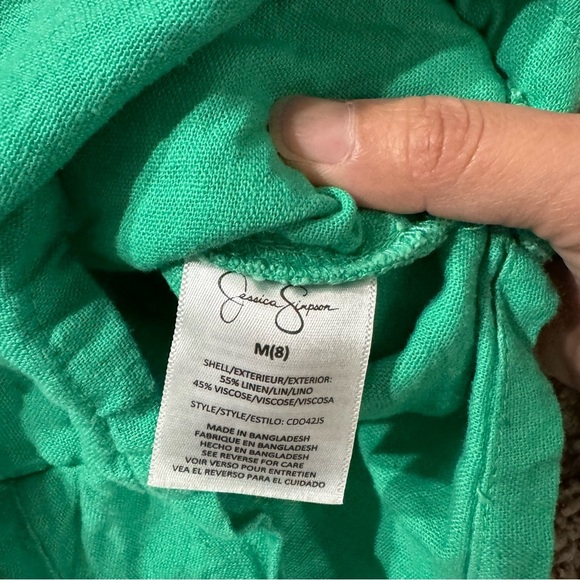 Jessica Simpson
M(8)
SHELL/EXTERIEUR/EXTERIOR:
55% LINEN/LIN/LINO
45% VISCOSE/VISCOSE/VISCOSA
STYLE/STYLE/ESTILO: CDO42JS
MADE IN BANGLADESH
FABRIQUE EN BANGLADESH
HECHO EN BANGLADESH
SEE REVERSE FOR CARE
VOIR VERSO POUR ENTRETIEN
VEA EL REVERSO PARA EL CUIDADO